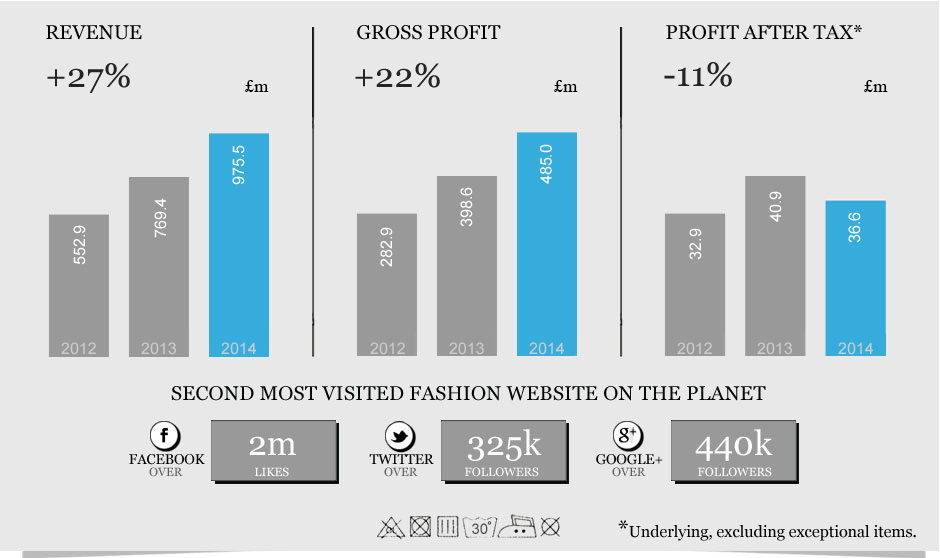 REVENUE
+27%
£m
552.9
769.4
975.5
2012
2013
2014
GROSS PROFIT
+22%
£m
282.9
398.6
485.0
2012
2013
2014
PROFIT AFTER TAX*
-11%
£m
32.9
40.9
36.6
2012
2013
2014
SECOND MOST VISITED FASHION WEBSITE ON THE PLANET
f
FACEBOOK
OVER
2m
LIKES
TWITTER
OVER
325k
FOLLOWERS
g+
GOOGLE+
OVER
440k
FOLLOWERS
30°
*Underlying, excluding exceptional items.